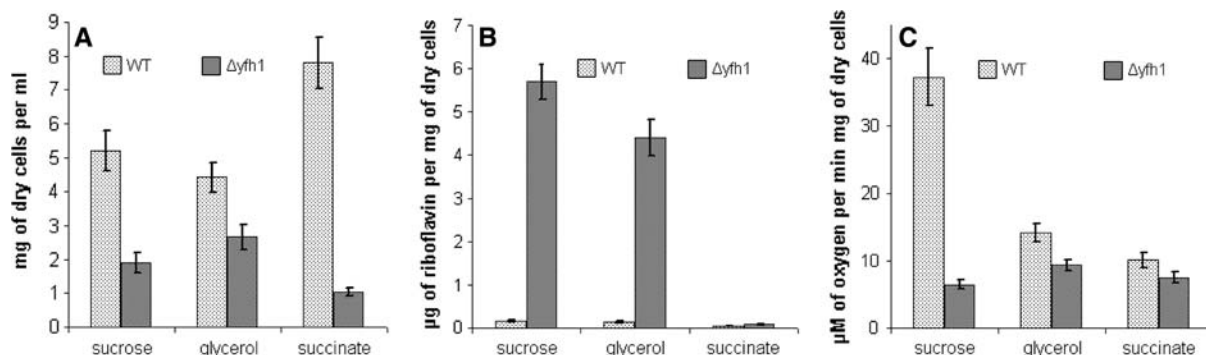 A
mg of dry cells per ml
9
8
7
6
5
4
3
2
1
0
WT Δyfh1
sucrose glycerol succinate
B
µg of riboflavin per mg of dry cells
7
6
5
4
3
2
1
0
WT Δyfh1
sucrose glycerol succinate
C
µM of oxygen per min mg of dry cells
40
30
20
10
0
WT Δyfh1
sucrose glycerol succinate